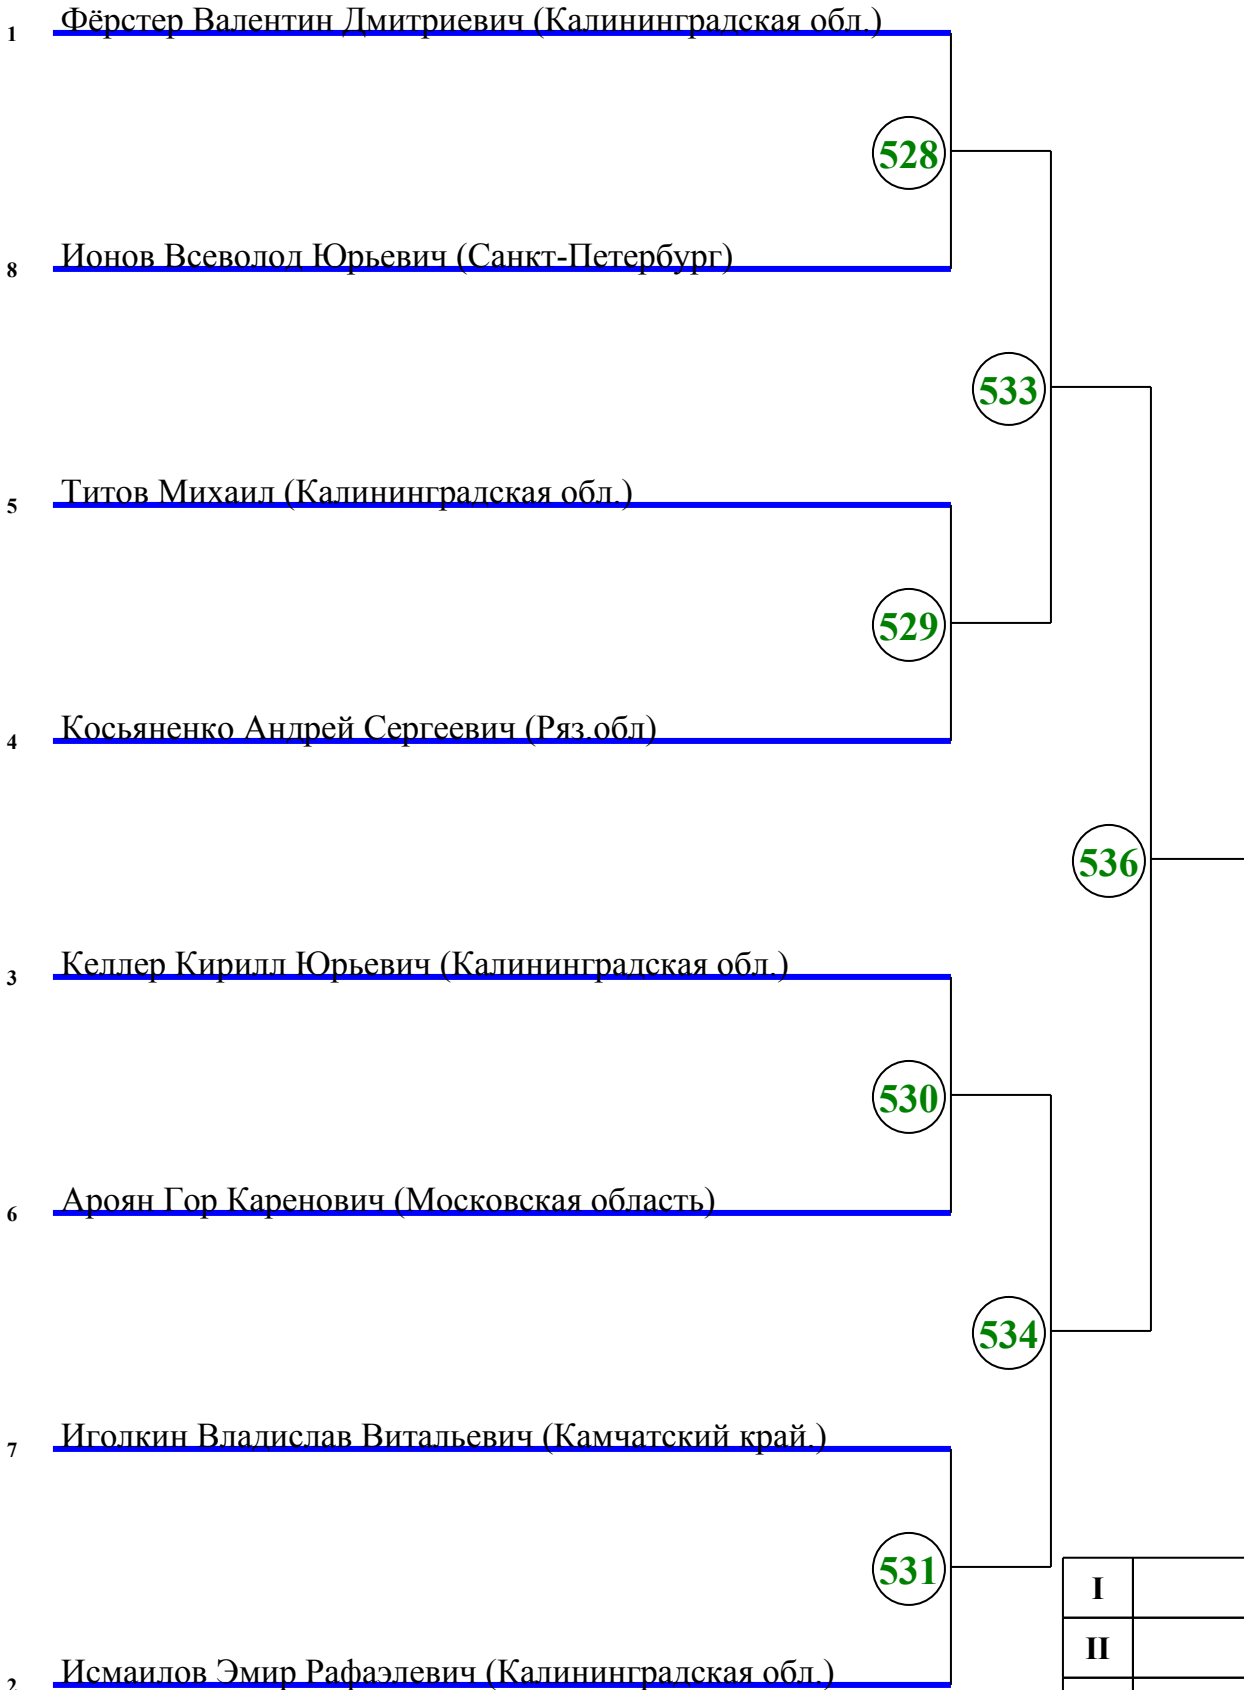 1 Фёрстер Валентин Дмитриевич (Калининградская обл.)
528
8 Ионов Всеволод Юрьевич (Санкт-Петербург)
533
5 Титов Михаил (Калининградская обл.)
529
4 Косьяненко Андрей Сергеевич (Ряз.обл)
536
3 Келлер Кирилл Юрьевич (Калининградская обл.)
530
6 Ароян Гор Каренович (Московская область)
534
7 Иголкин Владислав Витальевич (Камчатский край.)
531
I
II
2 Исмаилов Эмир Рафаэлевич (Калининградская обл.)